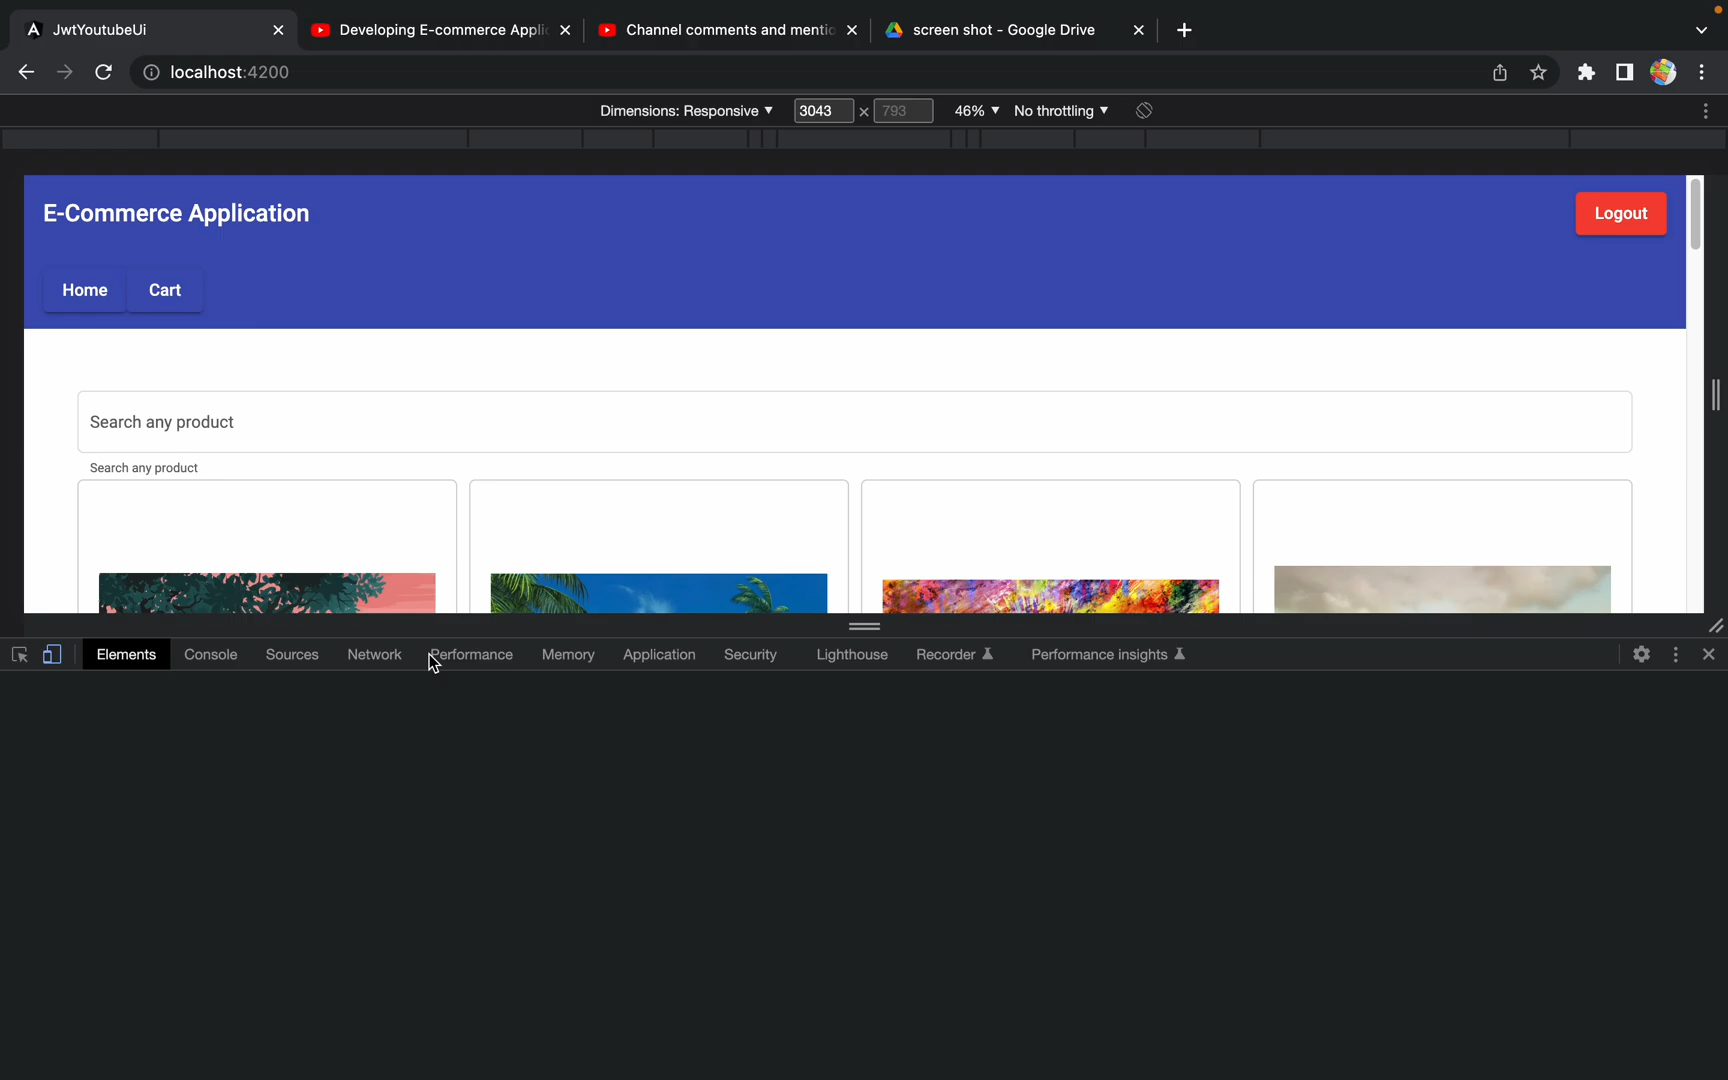 JwtYoutubeUi
Developing E-commerce Applic
Channel comments and mentio
screen shot - Google Drive
localhost:4200
Dimensions: Responsive
3043
×
793
46%
No throttling
E-Commerce Application
Logout
Home
Cart
Search any product
Search any product
Elements
Console
Sources
Network
Performance
Memory
Application
Security
Lighthouse
Recorder
Performance insights